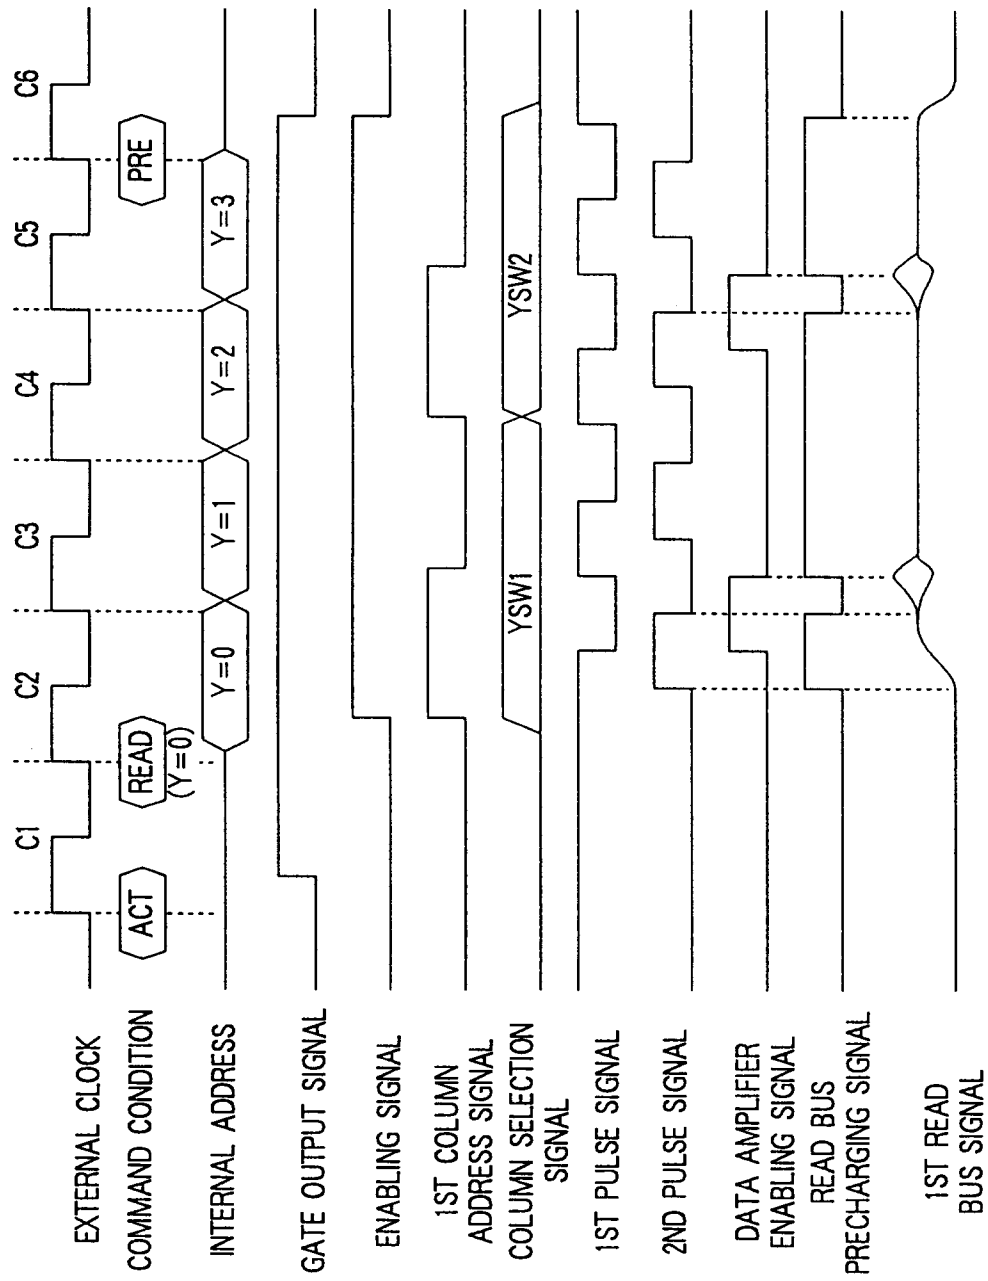 C1 C2 C3 C4 C5 C6
EXTERNAL CLOCK
COMMAND CONDITION
ACT
READ
(Y=0)
PRE
INTERNAL ADDRESS
Y=0
Y=1
Y=2
Y=3
GATE OUTPUT SIGNAL
ENABLING SIGNAL
1ST COLUMN
ADDRESS SIGNAL
COLUMN SELECTION
SIGNAL
YSW1
YSW2
1ST PULSE SIGNAL
2ND PULSE SIGNAL
DATA AMPLIFIER
ENABLING SIGNAL
READ BUS
PRECHARGING SIGNAL
1ST READ
BUS SIGNAL